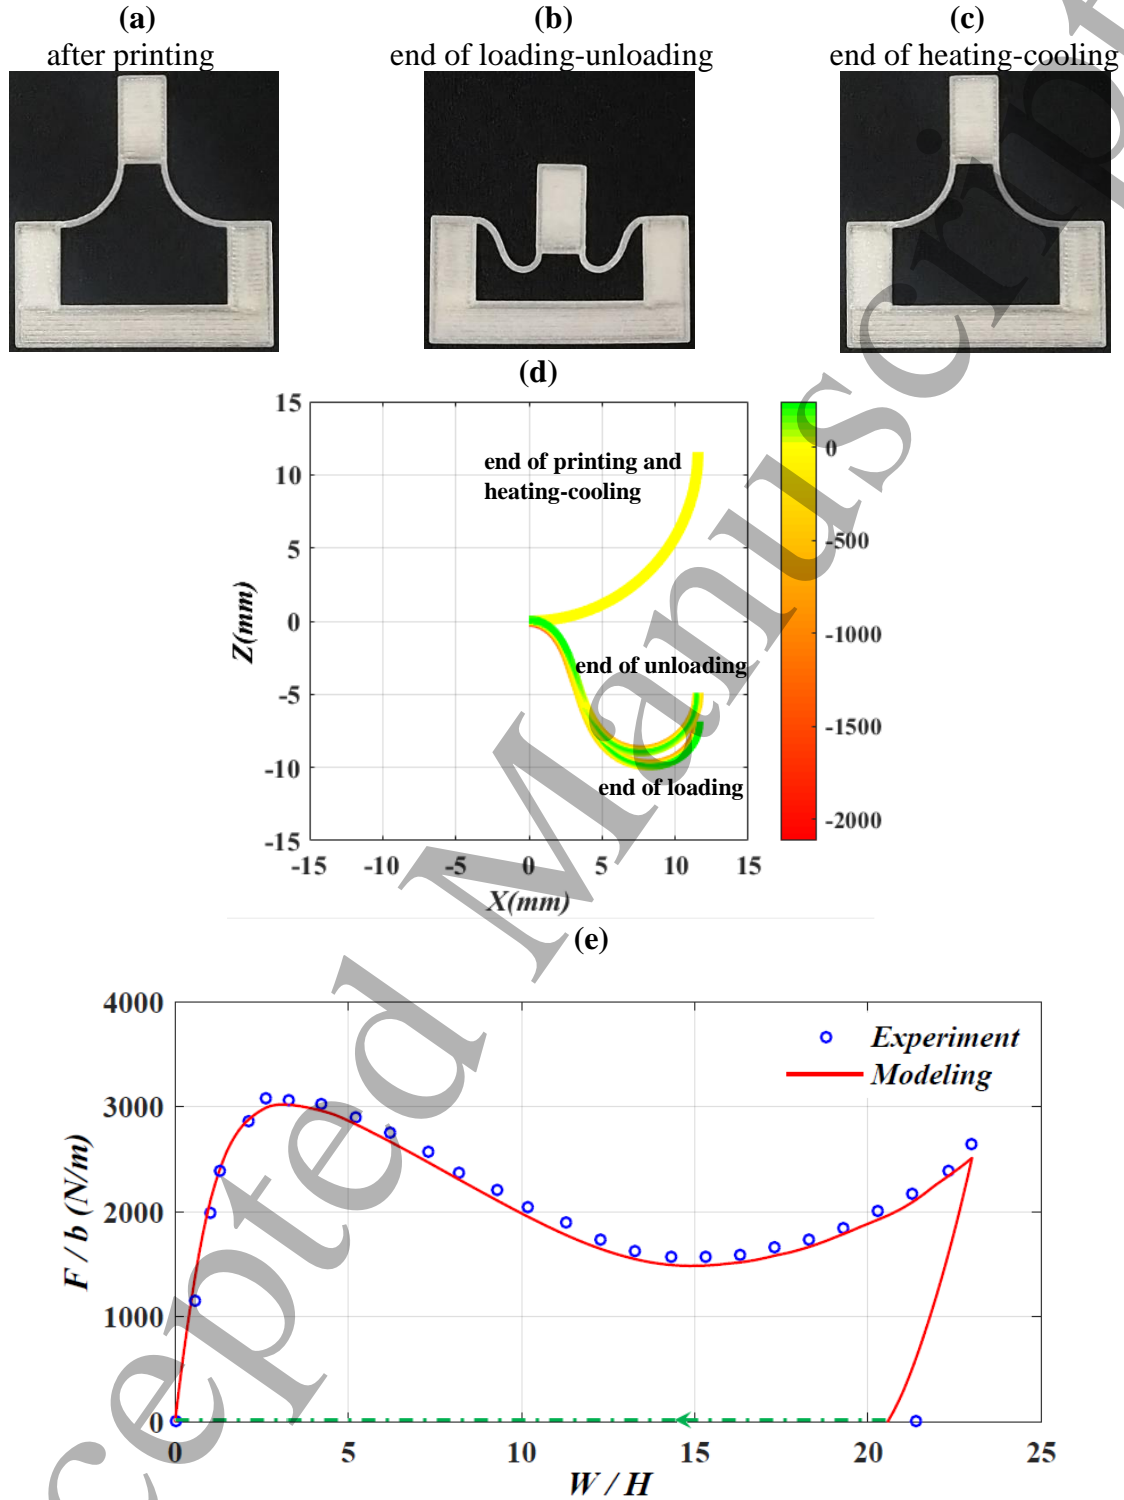 (a)
after printing
(b)
end of loading-unloading
(c)
end of heating-cooling
(d)
15
10
5
0
-5
-10
-15
Z(mm)
end of printing and
heating-cooling
end of unloading
end of loading
-15 -10 -5 0 5 10 15
X(mm)
0
-500
-1000
-1500
-2000
(e)
4000
3000
2000
1000
0
F / b (N/m)
Experiment
Modeling
0 5 10 15 20 25
W / H
cepted Manuscript